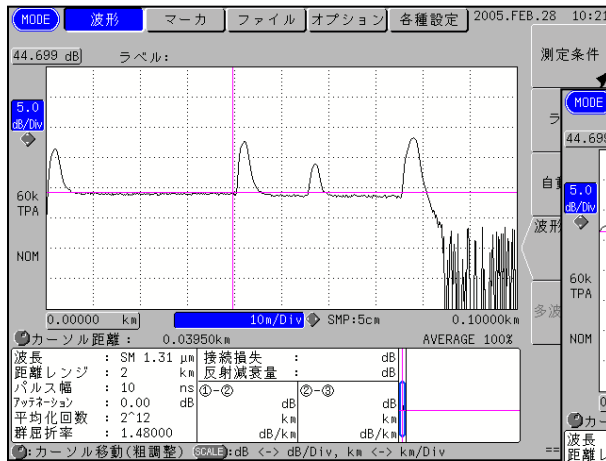 MODE 波形 マーカ ファイル オプション 各種設定 2005.FEB.28 10:21
44.699 dB ラベル:
測定条件
5.0
dB/Div
60k
TPA
NOM
自動
波形
多波
0.00000 km 10m/Div SMP:5cm 0.10000km
カーソル距離 : 0.03950km AVERAGE 100%
波長 : SM 1.31 μm 接続損失 : dB
距離レンジ : 2 km 反射減衰量 : dB
パルス幅 : 10 ns ①-② ②-③
アッテネーション : 0.00 dB dB dB
平均化回数 : 2^12 km km
群屈折率 : 1.48000 dB/km dB/km
:カーソル移動(粗調整) SCALE:dB <-> dB/Div, km <-> km/Div ==
MODE
44.699
5.0
dB/Div
60k
TPA
NOM
0
カー
波長
距離レ